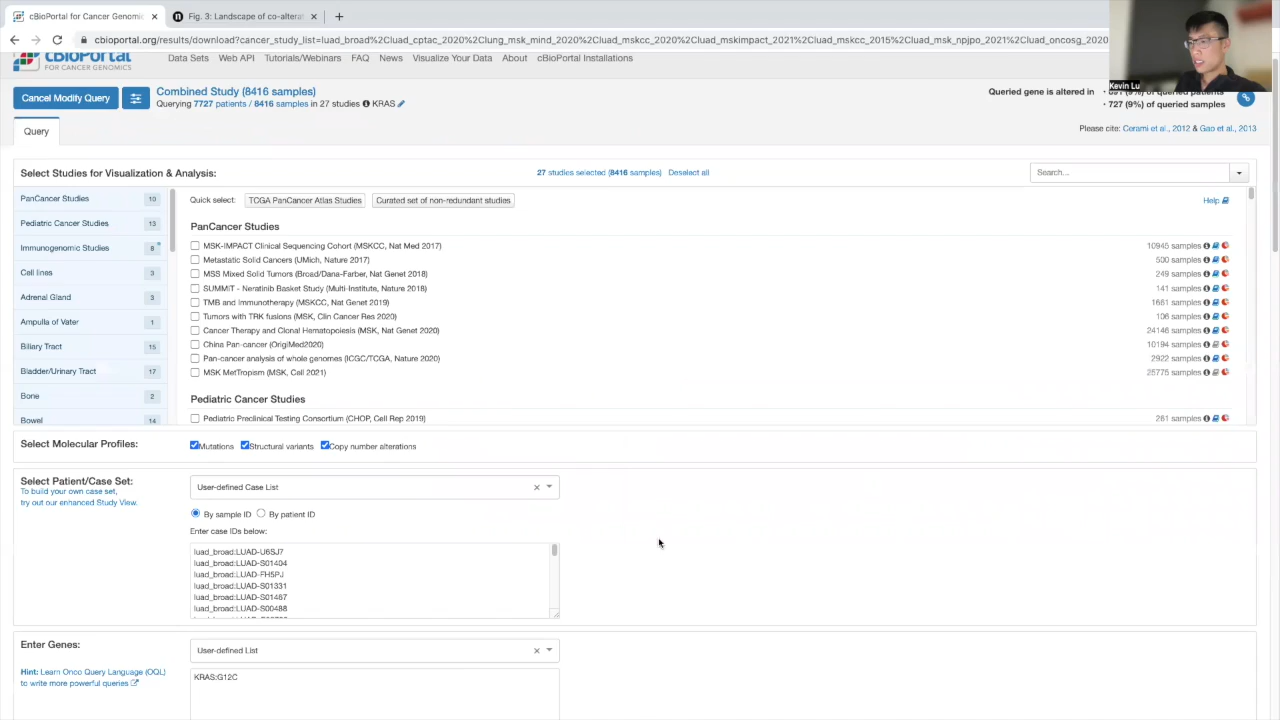 cBioPortal for Cancer Genomic
Fig. 3: Landscape of co-alterat
cbioportal.org/results/download?cancer_study_list=luad_broad%2Cluad_cptac_2020%2Clung_msk_mind_2020%2Cluad_mskcc_2020%2Cluad_mskimpact_2021%2Cluad_mskcc_2015%2Cluad_msk_npjpo_2021%2Cluad_oncosg_2020
Kevin Lu
cBioPortal
FOR CANCER GENOMICS
Data Sets Web API Tutorials/Webinars FAQ News Visualize Your Data About cBioPortal Installations
Cancel Modify Query
Combined Study (8416 samples)
Querying 7727 patients / 8416 samples in 27 studies KRAS
Queried gene is altered in
of queried patients
· 727 (9%) of queried samples
Query
Please cite: Cerami et al., 2012 & Gao et al., 2013
Select Studies for Visualization & Analysis:
27 studies selected (8416 samples) Deselect all
Search...
PanCancer Studies 10
Pediatric Cancer Studies 13
Immunogenomic Studies 8
Cell lines 3
Adrenal Gland 3
Ampulla of Vater 1
Biliary Tract 15
Bladder/Urinary Tract 17
Bone 2
Bowel 14
Quick select: TCGA PanCancer Atlas Studies Curated set of non-redundant studies
Help
PanCancer Studies
MSK-IMPACT Clinical Sequencing Cohort (MSKCC, Nat Med 2017) 10945 samples
Metastatic Solid Cancers (UMich, Nature 2017) 500 samples
MSS Mixed Solid Tumors (Broad/Dana-Farber, Nat Genet 2018) 249 samples
SUMMIT - Neratinib Basket Study (Multi-Institute, Nature 2018) 141 samples
TMB and Immunotherapy (MSKCC, Nat Genet 2019) 1661 samples
Tumors with TRK fusions (MSK, Clin Cancer Res 2020) 106 samples
Cancer Therapy and Clonal Hematopoiesis (MSK, Nat Genet 2020) 24146 samples
China Pan-cancer (OrigiMed2020) 10194 samples
Pan-cancer analysis of whole genomes (ICGC/TCGA, Nature 2020) 2922 samples
MSK MetTropism (MSK, Cell 2021) 25775 samples
Pediatric Cancer Studies
Pediatric Preclinical Testing Consortium (CHOP, Cell Rep 2019) 261 samples
Select Molecular Profiles:
Mutations Structural variants Copy number alterations
Select Patient/Case Set:
To build your own case set,
try out our enhanced Study View.
User-defined Case List
By sample ID By patient ID
Enter case IDs below:
luad_broad:LUAD-U6SJ7
luad_broad:LUAD-S01404
luad_broad:LUAD-FH5PJ
luad_broad:LUAD-S01331
luad_broad:LUAD-S01467
luad_broad:LUAD-S00488
Enter Genes:
User-defined List
Hint: Learn Onco Query Language (OQL)
to write more powerful queries
KRAS:G12C